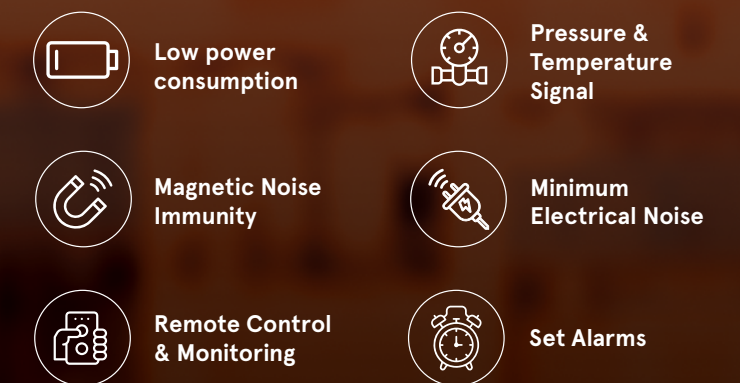 Low power
consumption
Pressure &
Temperature
Signal
Magnetic Noise
Immunity
Minimum
Electrical Noise
Remote Control
& Monitoring
Set Alarms